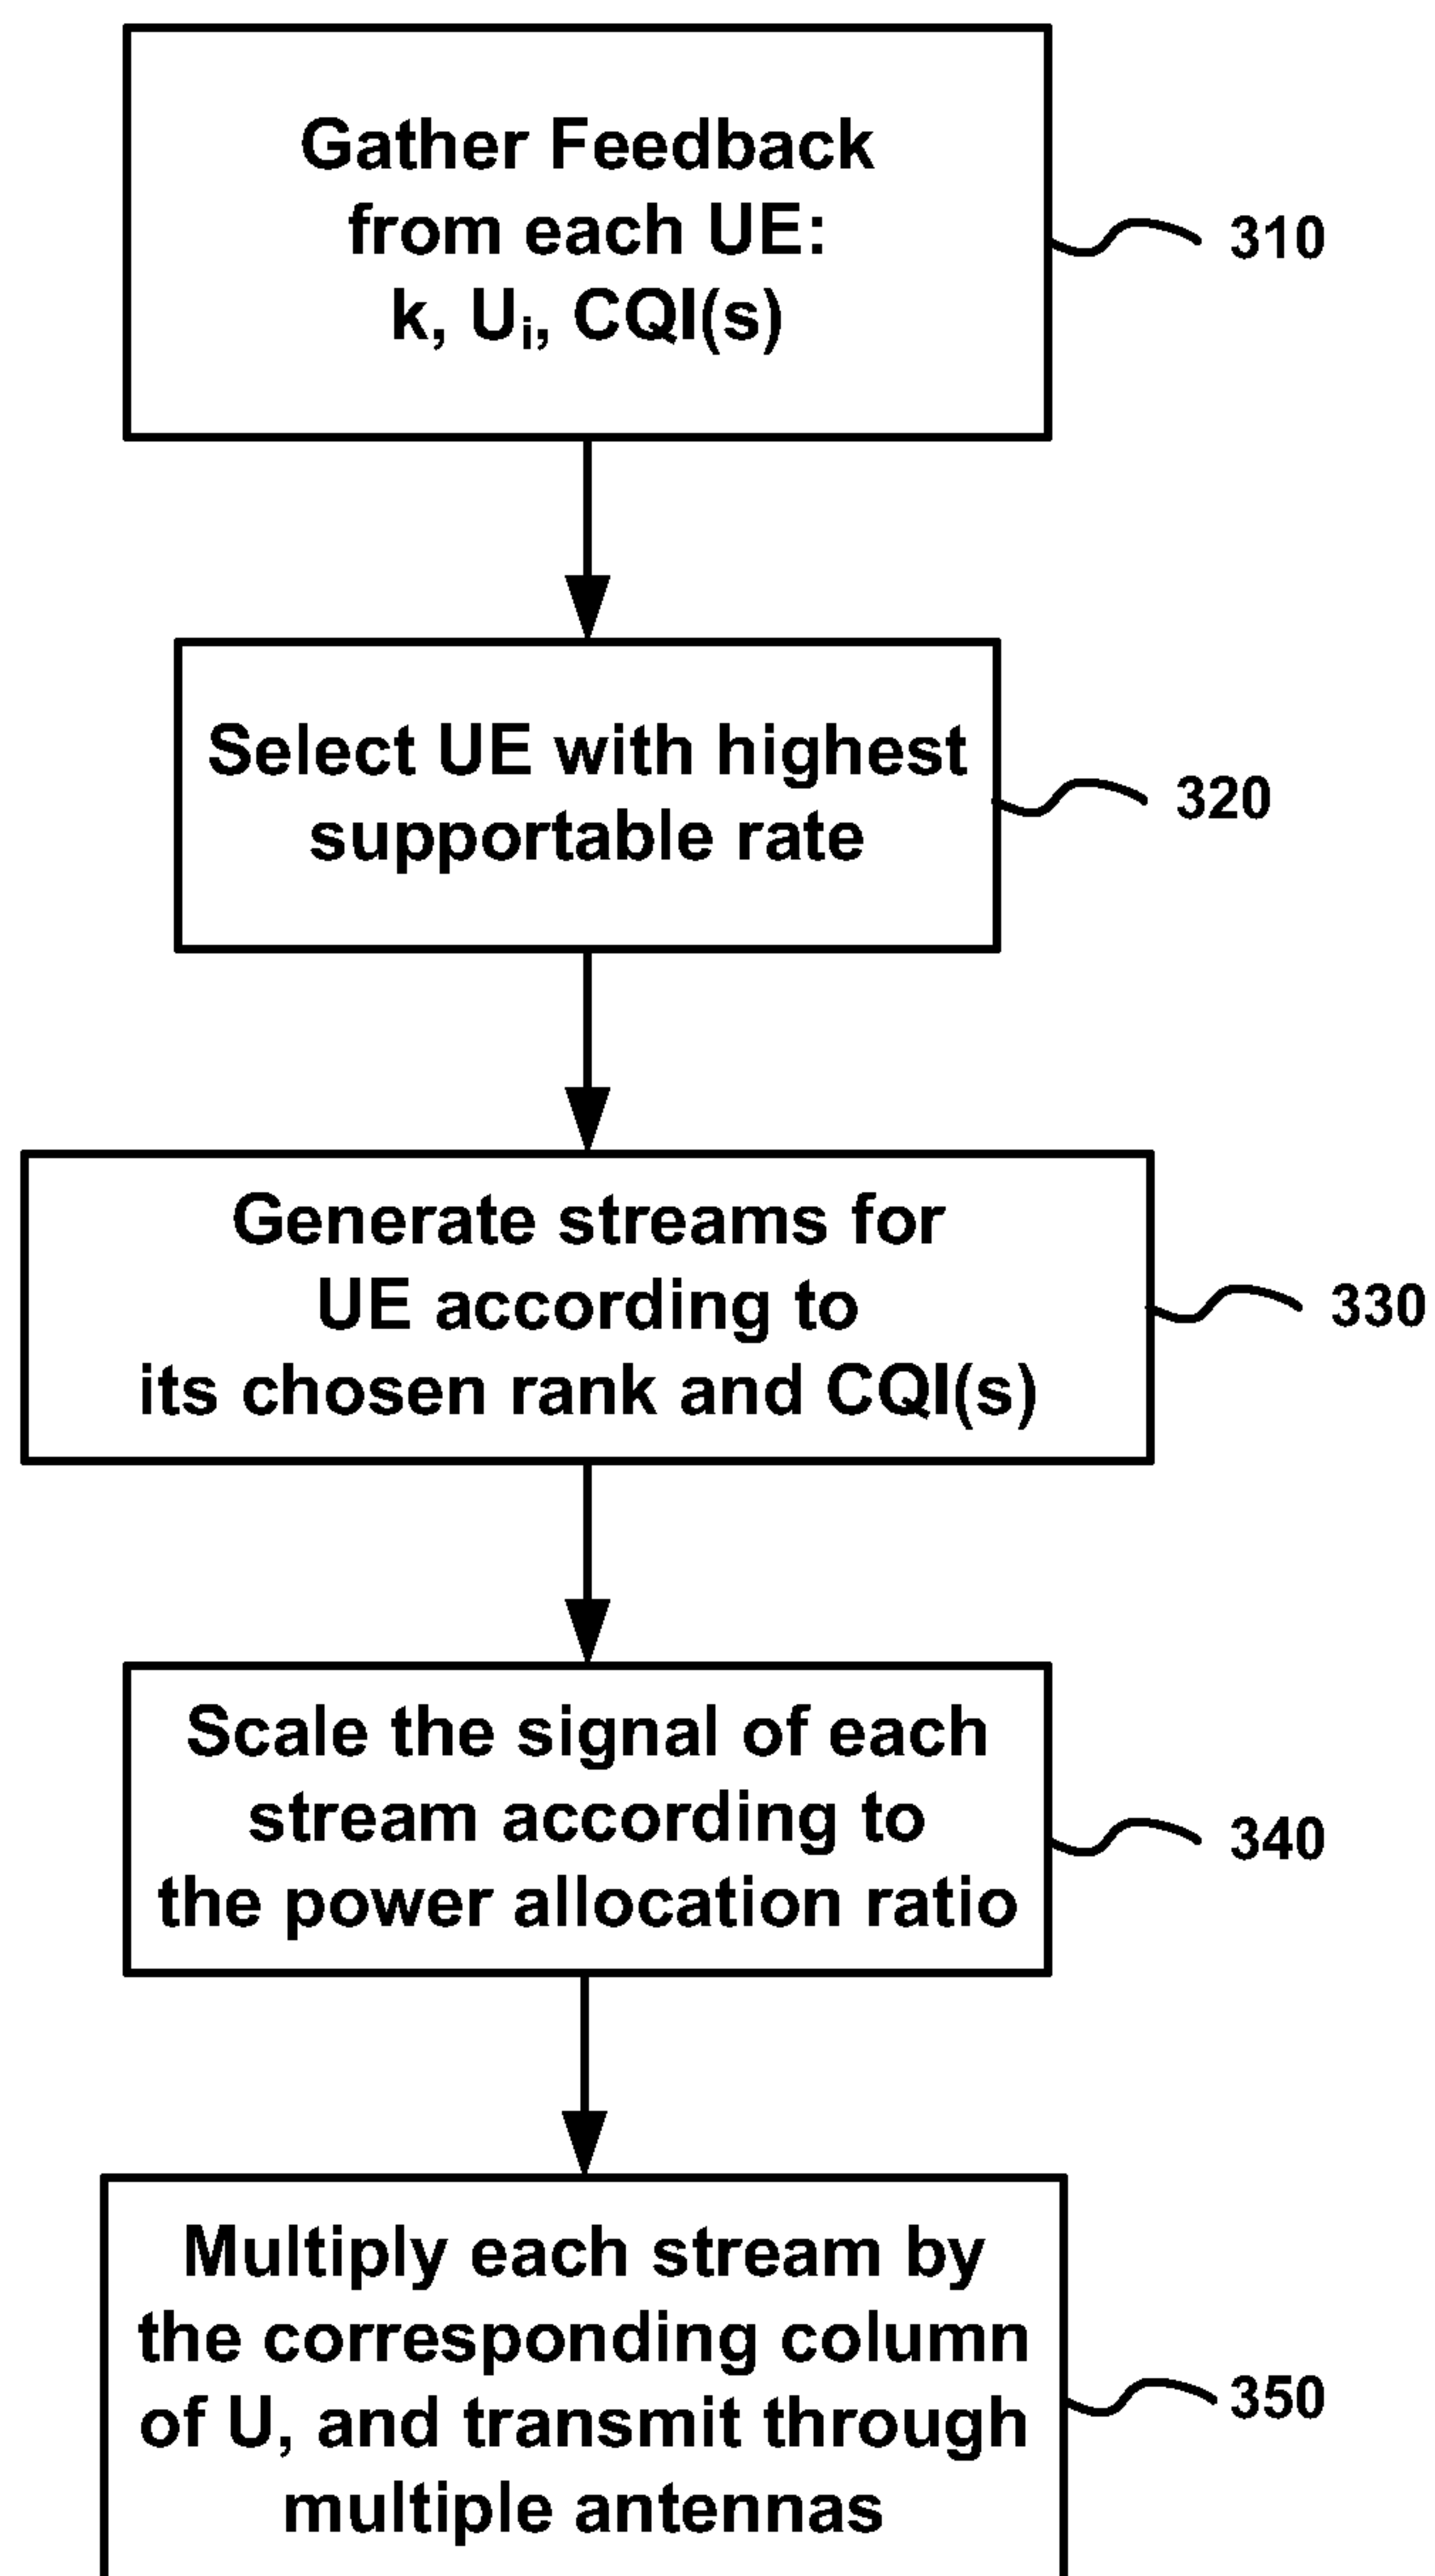 Gather Feedback
from each UE:
k, Uᵢ, CQI(s)
310
Select UE with highest
supportable rate
320
Generate streams for
UE according to
its chosen rank and CQI(s)
330
Scale the signal of each
stream according to
the power allocation ratio
340
Multiply each stream by
the corresponding column
of U, and transmit through
multiple antennas
350